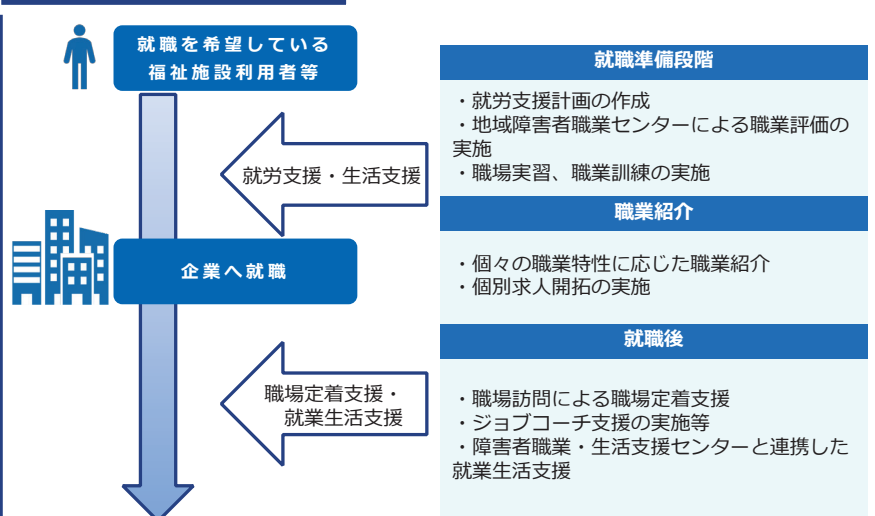 就職を希望している
福祉施設利用者等
就労支援・生活支援
企業へ就職
職場定着支援・
就業生活支援
就職準備段階
・就労支援計画の作成
・地域障害者職業センターによる職業評価の
実施
・職場実習、職業訓練の実施
職業紹介
・個々の職業特性に応じた職業紹介
・個別求人開拓の実施
就職後
・職場訪問による職場定着支援
・ジョブコーチ支援の実施等
・障害者職業・生活支援センターと連携した
就業生活支援